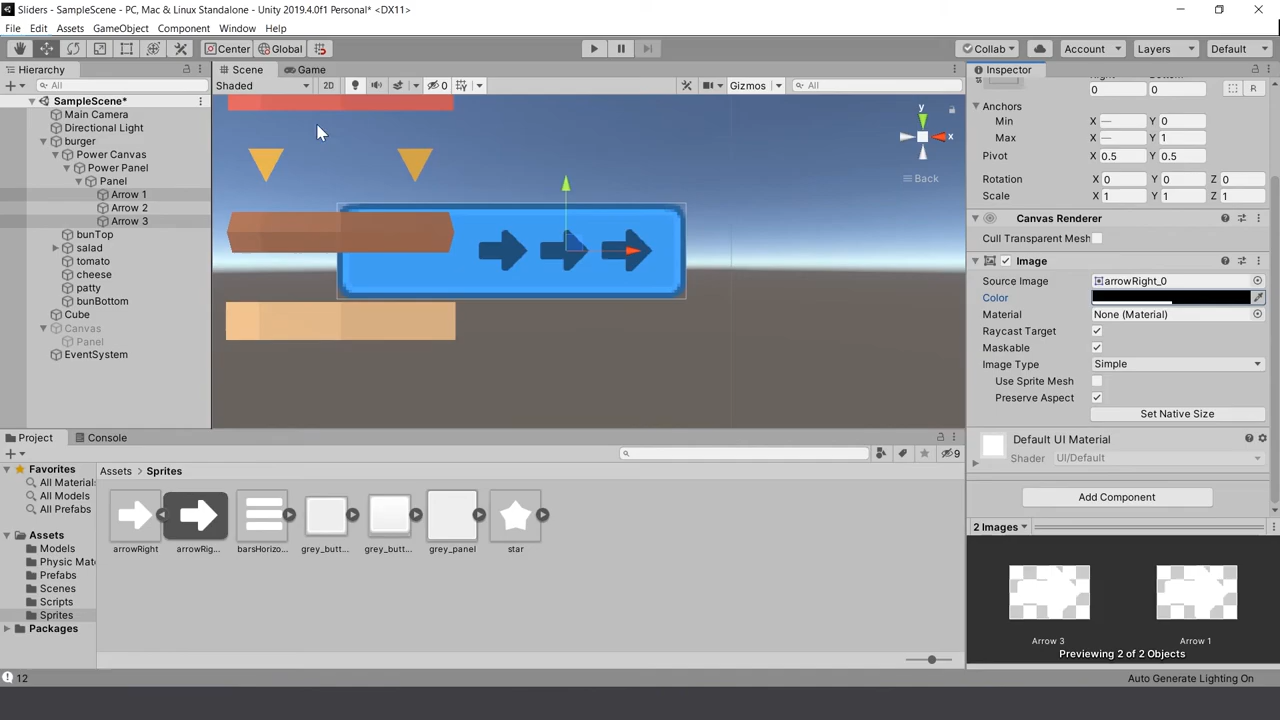 Sliders - SampleScene - PC, Mac & Linux Standalone - Unity 2019.4.0f1 Personal* <DX11>
File Edit Assets GameObject Component Window Help
Center Global Collab Account Layers Default
Hierarchy Scene Game Inspector
All Shaded 2D 0 Gizmos All
SampleScene*
Main Camera
Directional Light
burger
Power Canvas
Power Panel
Panel
Arrow 1
Arrow 2
Arrow 3
bunTop
salad
tomato
cheese
patty
bunBottom
Cube
Canvas
Panel
EventSystem
y
x
Back
0 0 R
Anchors
Min X — Y 0
Max X — Y 1
Pivot X 0.5 Y 0.5
Rotation X 0 Y 0 Z 0
Scale X 1 Y 1 Z 1
Canvas Renderer
Cull Transparent Mesh
Image
Source Image arrowRight_0
Color
Material None (Material)
Raycast Target
Maskable
Image Type Simple
Use Sprite Mesh
Preserve Aspect
Set Native Size
Default UI Material
Shader UI/Default
Add Component
2 Images
Arrow 3 Arrow 1
Previewing 2 of 2 Objects
Project Console
9
Favorites
All Material
All Models
All Prefabs
Assets
Models
Physic Mat
Prefabs
Scenes
Scripts
Sprites
Packages
Assets > Sprites
arrowRight arrowRig... barsHorizo... grey_butt... grey_butt... grey_panel star
12
Auto Generate Lighting On